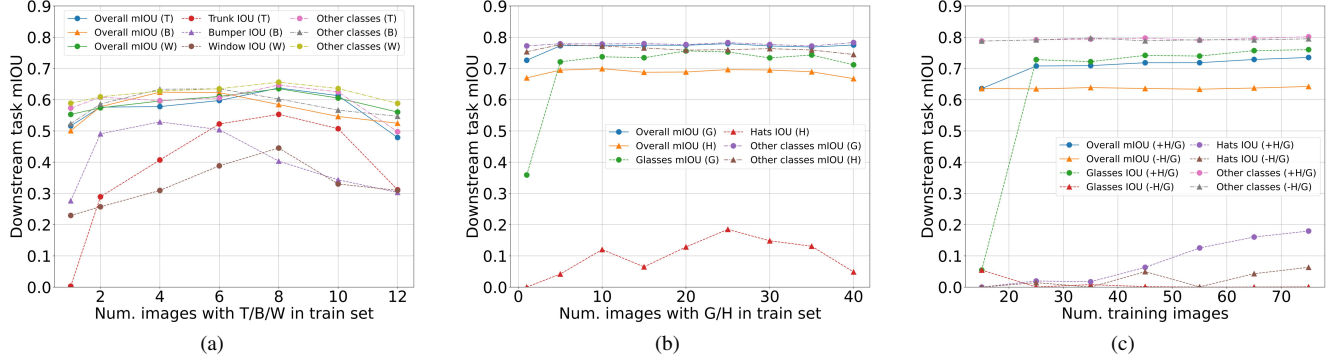 Downstream task mIOU
0.9
0.8
0.7
0.6
0.5
0.4
0.3
0.2
0.1
0.0
Overall mIOU (T)
Overall mIOU (B)
Overall mIOU (W)
Trunk IOU (T)
Bumper IOU (B)
Window IOU (W)
Other classes (T)
Other classes (B)
Other classes (W)
2 4 6 8 10 12
Num. images with T/B/W in train set
(a)
Downstream task mIOU
0.9
0.8
0.7
0.6
0.5
0.4
0.3
0.2
0.1
0.0
Overall mIOU (G)
Overall mIOU (H)
Glasses mIOU (G)
Hats IOU (H)
Other classes mIOU (G)
Other classes mIOU (H)
0 10 20 30 40
Num. images with G/H in train set
(b)
Downstream task mIOU
0.9
0.8
0.7
0.6
0.5
0.4
0.3
0.2
0.1
0.0
Overall mIOU (+H/G)
Overall mIOU (-H/G)
Glasses IOU (+H/G)
Glasses IOU (-H/G)
Hats IOU (+H/G)
Hats IOU (-H/G)
Other classes (+H/G)
Other classes (-H/G)
20 30 40 50 60 70
Num. training images
(c)